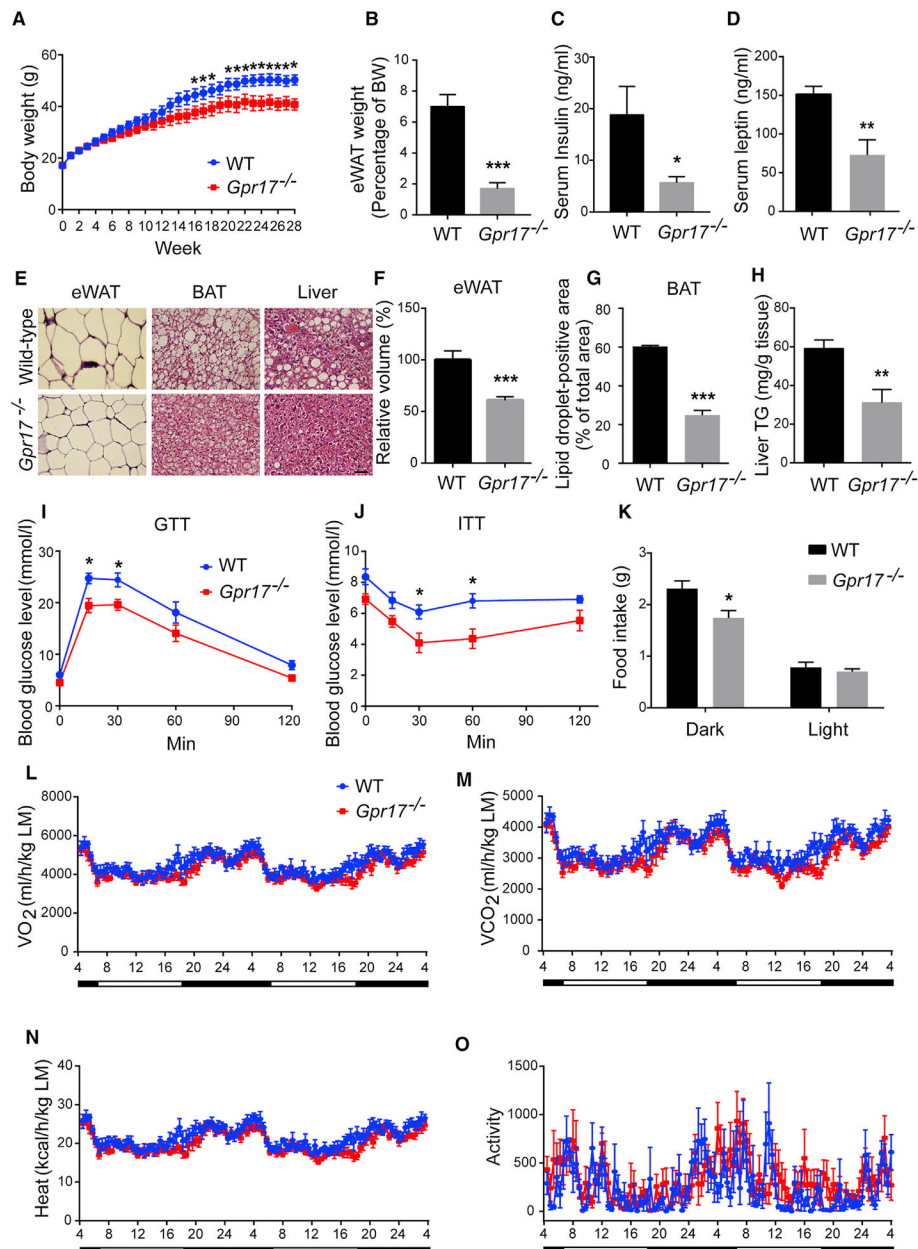 A
Body weight (g)
60
40
20
0
***
******
*
WT
Gpr17-/-
0 2 4 6 8 10 12 14 16 18 20 22 24 26 28
Week
B
eWAT weight
(Percentage of BW)
10
8
6
4
2
0
***
WT
Gpr17-/-
C
Serum Insulin (ng/ml)
30
20
10
0
*
WT
Gpr17-/-
D
Serum leptin (ng/ml)
200
150
100
50
0
**
WT
Gpr17-/-
E
eWAT BAT Liver
Wild-type
Gpr17 -/-
F
eWAT
Relative volume (%)
150
100
50
0
***
WT Gpr17-/-
G
BAT
Lipid droplet-positive area
(% of total area)
80
60
40
20
0
***
WT Gpr17-/-
H
Liver TG (mg/g tissue)
80
60
40
20
0
**
WT Gpr17-/-
I
GTT
Blood glucose level(mmol/l)
30
20
10
0
* *
WT
Gpr17-/-
0 30 60 90 120
Min
J
ITT
Blood glucose level(mmol/l)
10
8
6
4
2
0
* *
WT
Gpr17-/-
0 30 60 90 120
Min
K
Food intake (g)
3
2
1
0
*
WT
Gpr17-/-
Dark Light
L
VO2(ml/h/kg LM)
8000
6000
4000
2000
0
WT
Gpr17-/-
4 8 12 16 20 24 4 8 12 16 20 24 4
M
VCO2(ml/h/kg LM)
5000
4000
3000
2000
1000
0
4 8 12 16 20 24 4 8 12 16 20 24 4
N
Heat (kcal/h/kg LM)
40
30
20
10
0
4 8 12 16 20 24 4 8 12 16 20 24 4
O
Activity
1500
1000
500
0
4 8 12 16 20 24 4 8 12 16 20 24 4